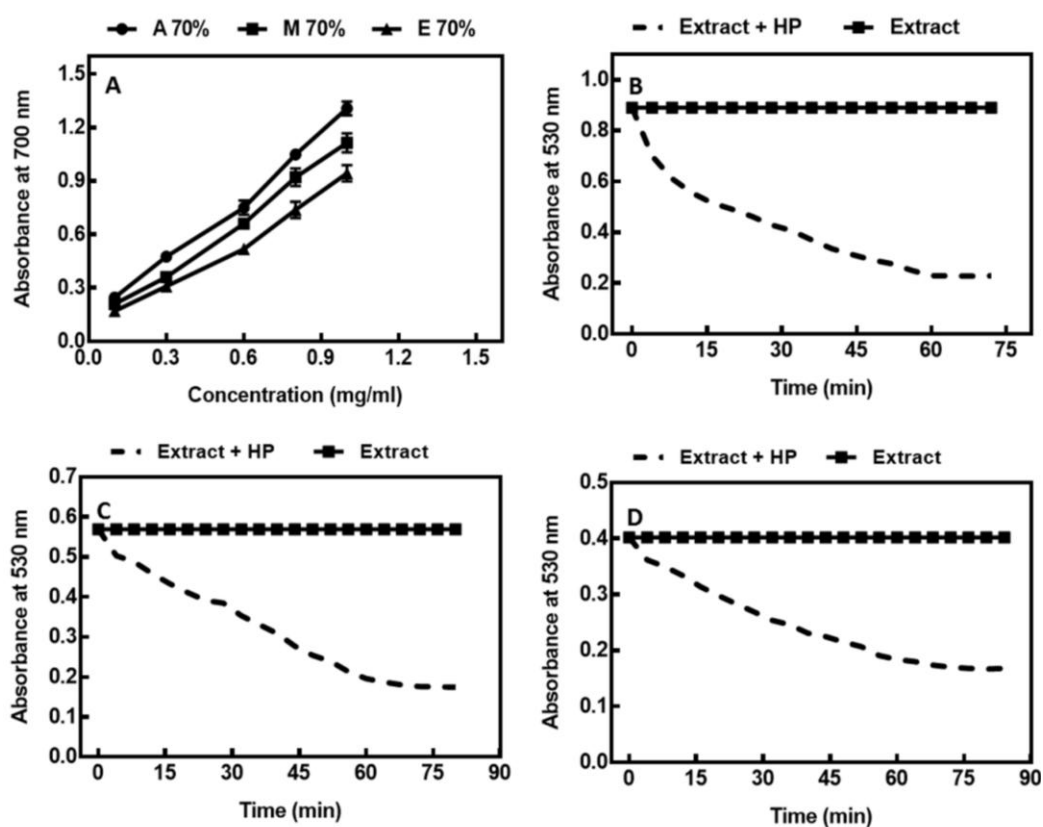 A 70% M 70% E 70%
A
1.5
1.2
0.9
0.6
0.3
0.0
0.0 0.3 0.6 0.9 1.2 1.5
Absorbance at 700 nm
Concentration (mg/ml)
Extract + HP Extract
B
1.0
0.8
0.6
0.4
0.2
0.0
0 15 30 45 60 75
Absorbance at 530 nm
Time (min)
Extract + HP Extract
C
0.7
0.6
0.5
0.4
0.3
0.2
0.1
0.0
0 15 30 45 60 75 90
Absorbance at 530 nm
Time (min)
Extract + HP Extract
D
0.5
0.4
0.3
0.2
0.1
0.0
0 15 30 45 60 75 90
Absorbance at 530 nm
Time (min)